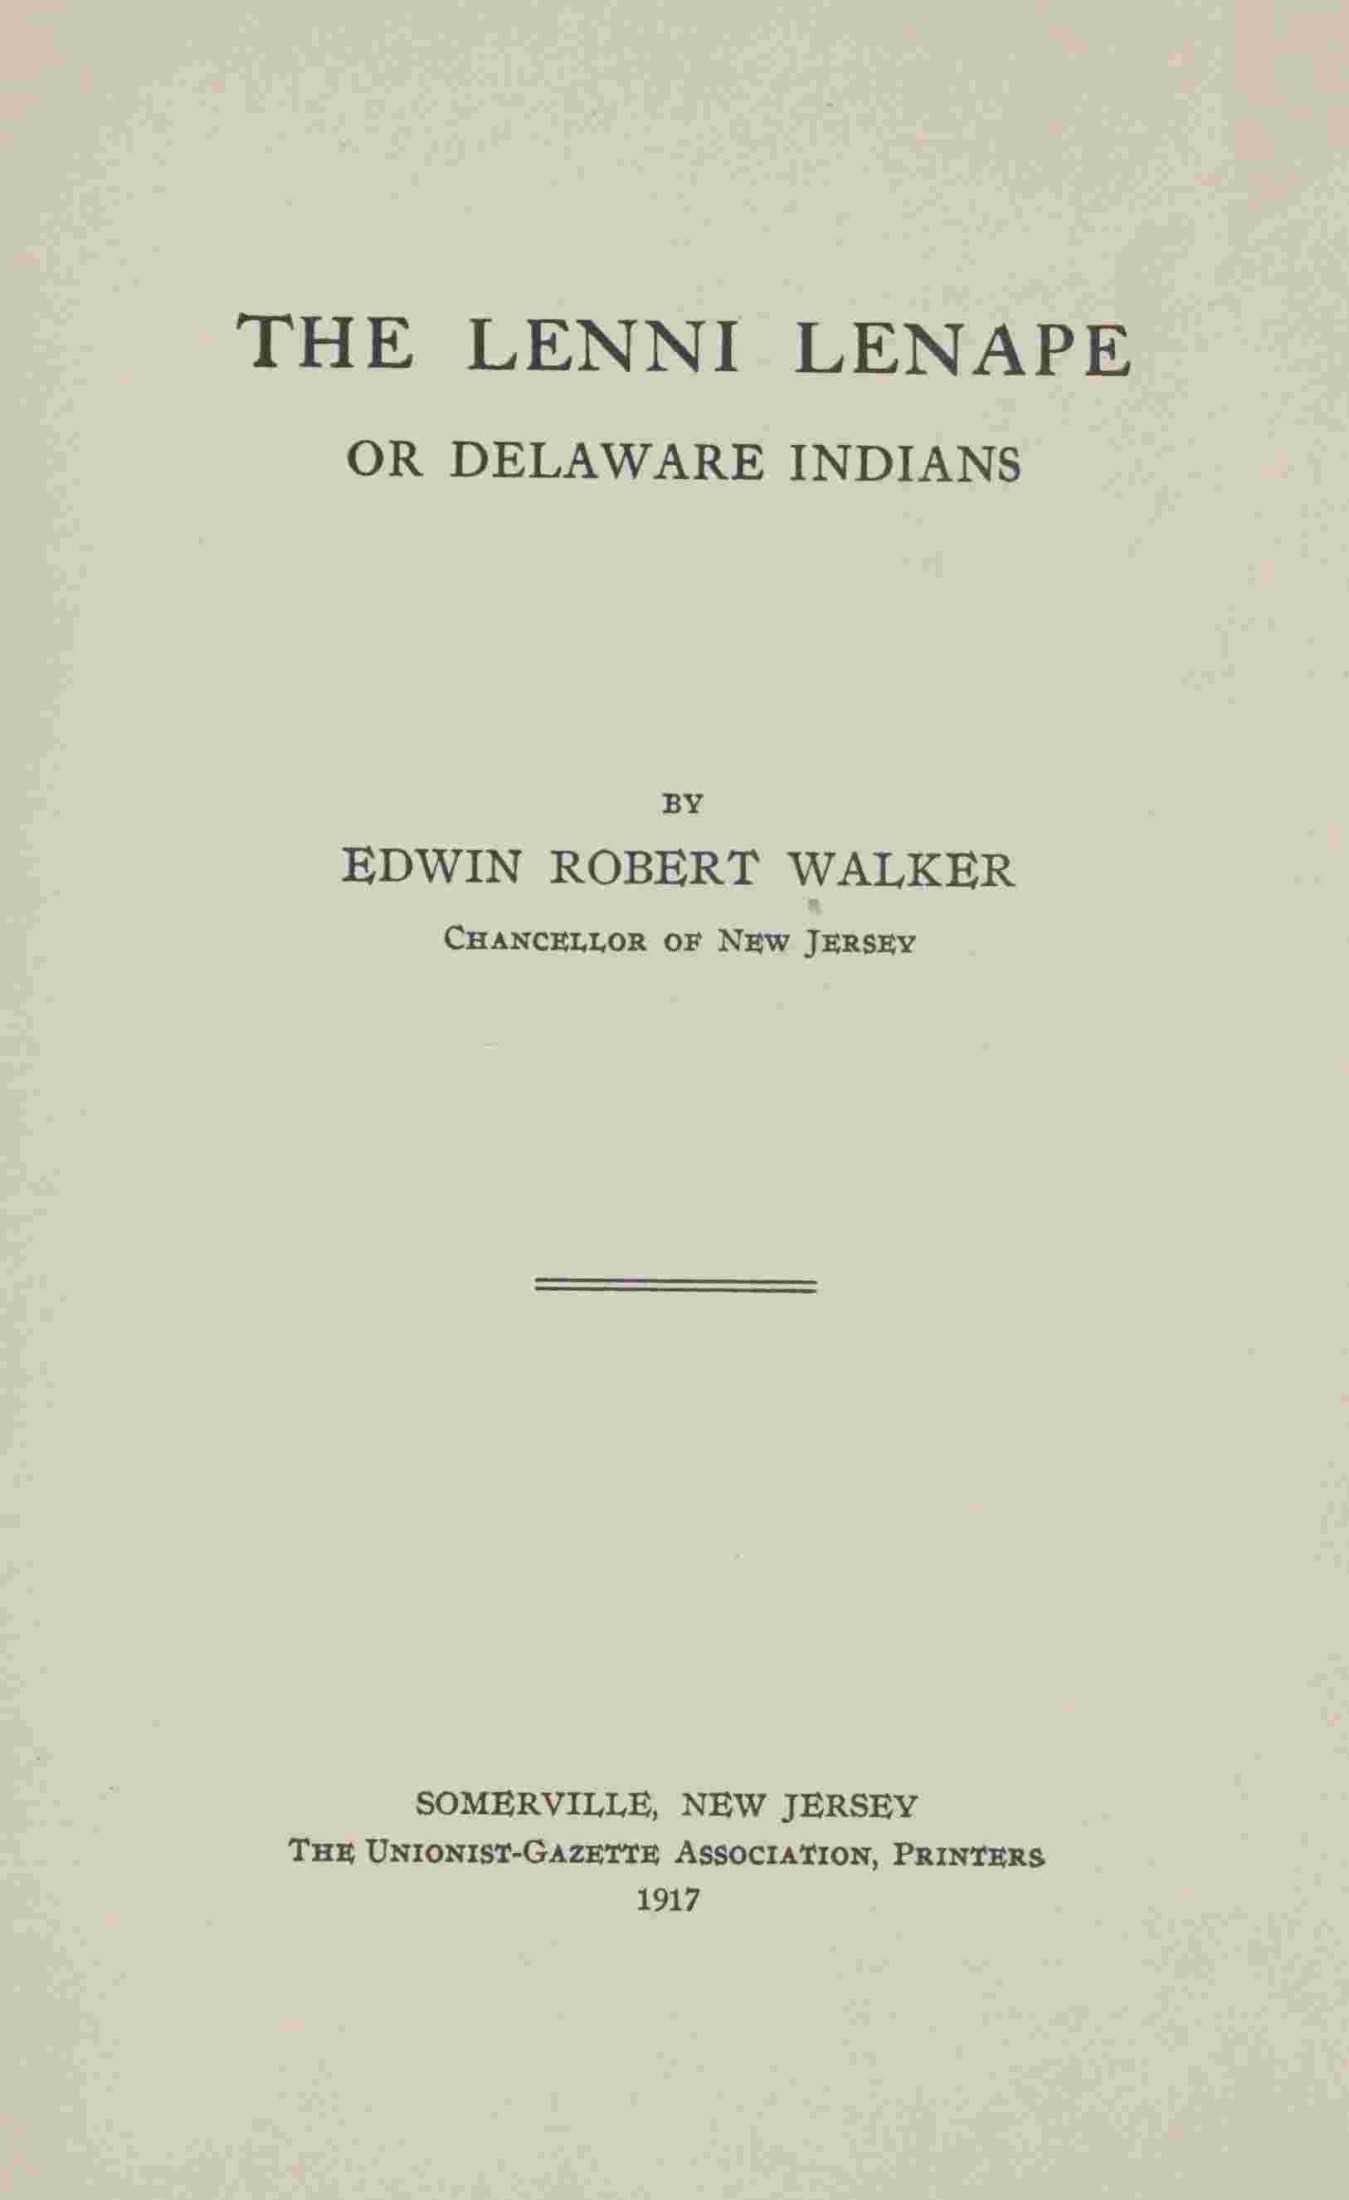 THE LENNI LENAPE
OR DELAWARE INDIANS
BY
EDWIN ROBERT WALKER
CHANCELLOR OF NEW JERSEY
SOMERVILLE, NEW JERSEY
THE UNIONIST-GAZETTE ASSOCIATION, PRINTERS
1917